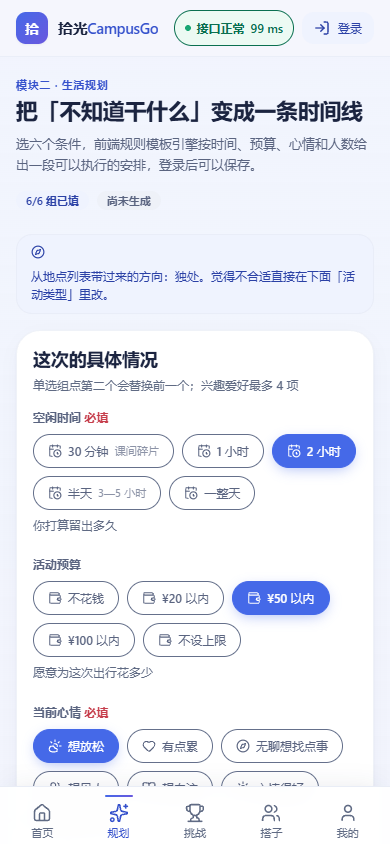 拾 拾光CampusGo 接口正常 99 ms 登录
模块二 · 生活规划
把「不知道干什么」变成一条时间线
选六个条件，前端规则模板引擎按时间、预算、心情和人数给
出一段可以执行的安排，登录后可以保存。
6/6 组已填 尚未生成
从地点列表带过来的方向：独处。觉得不合适直接在下面「活
动类型」里改。
这次的具体情况
单选组点第二个会替换前一个；兴趣爱好最多 4 项
空闲时间 必填
30 分钟 课间碎片 1 小时 2 小时
半天 3—5 小时 一整天
你打算留出多久
活动预算
不花钱 ¥20 以内 ¥50 以内
¥100 以内 不设上限
愿意为这次出行花多少
当前心情 必填
想放松 有点累 无聊想找点事
首页 规划 挑战 搭子 我的